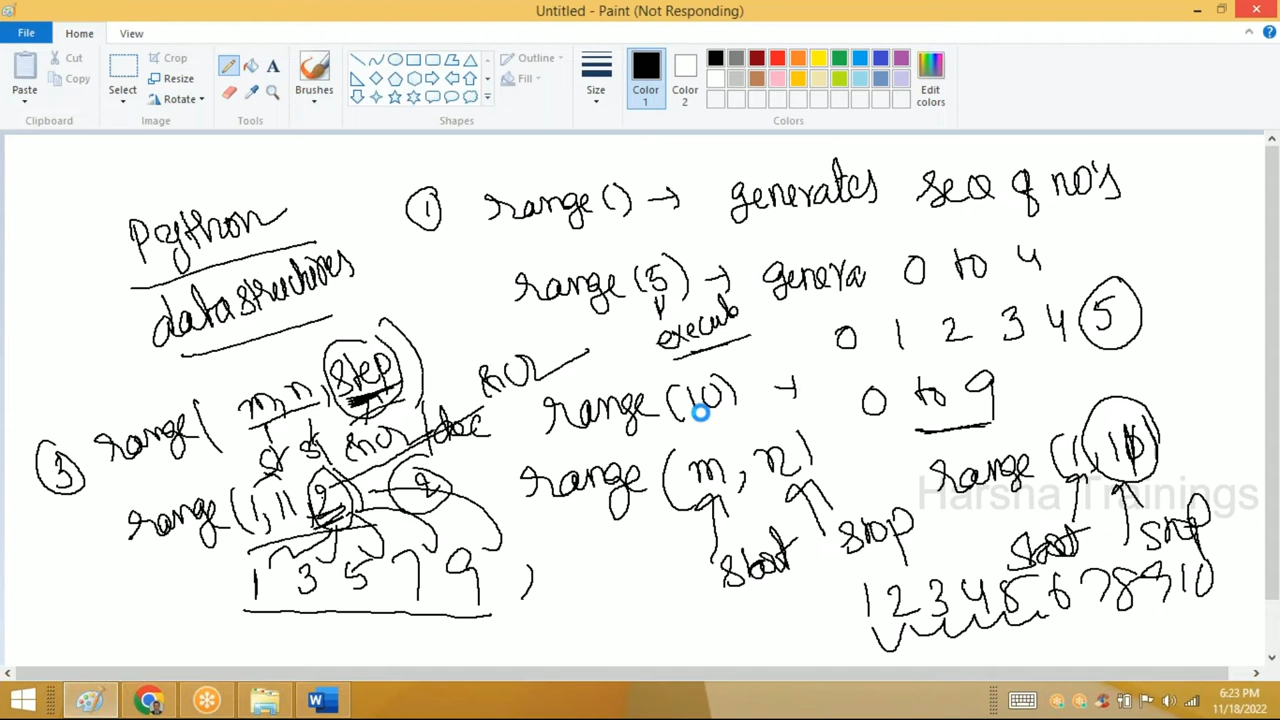 Untitled - Paint (Not Responding)
File
Home
View
Paste
Cut
Copy
Clipboard
Select
Crop
Resize
Rotate
Image
Tools
Brushes
Shapes
Outline
Fill
Size
Color 1
Color 2
Edit colors
Colors
Python
datastructures
① range() → generates seq of no's
range(5) → genera 0 to 4
0 1 2 3 4 5
range(10) → 0 to 9
range(m, n)
start
stop
range(1,
start
stop
1 2 3 4 5 6 7 8 9 10
③ range(m, n, step)
range(1, 11, 2)
2
1 3 5 7 9
Harsha Trainings
6:23 PM
11/18/2022